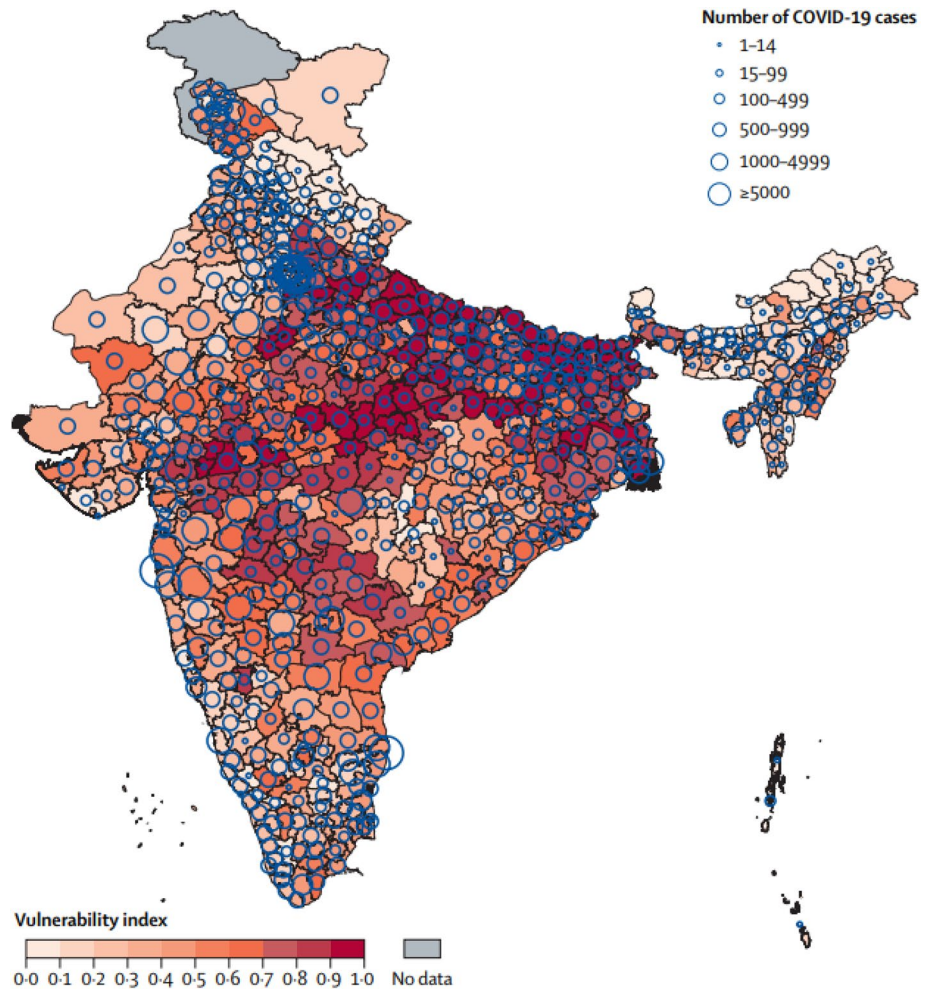 Number of COVID-19 cases
1–14
15–99
100–499
500–999
1000–4999
≥5000
Vulnerability index
0·0 0·1 0·2 0·3 0·4 0·5 0·6 0·7 0·8 0·9 1·0 No data